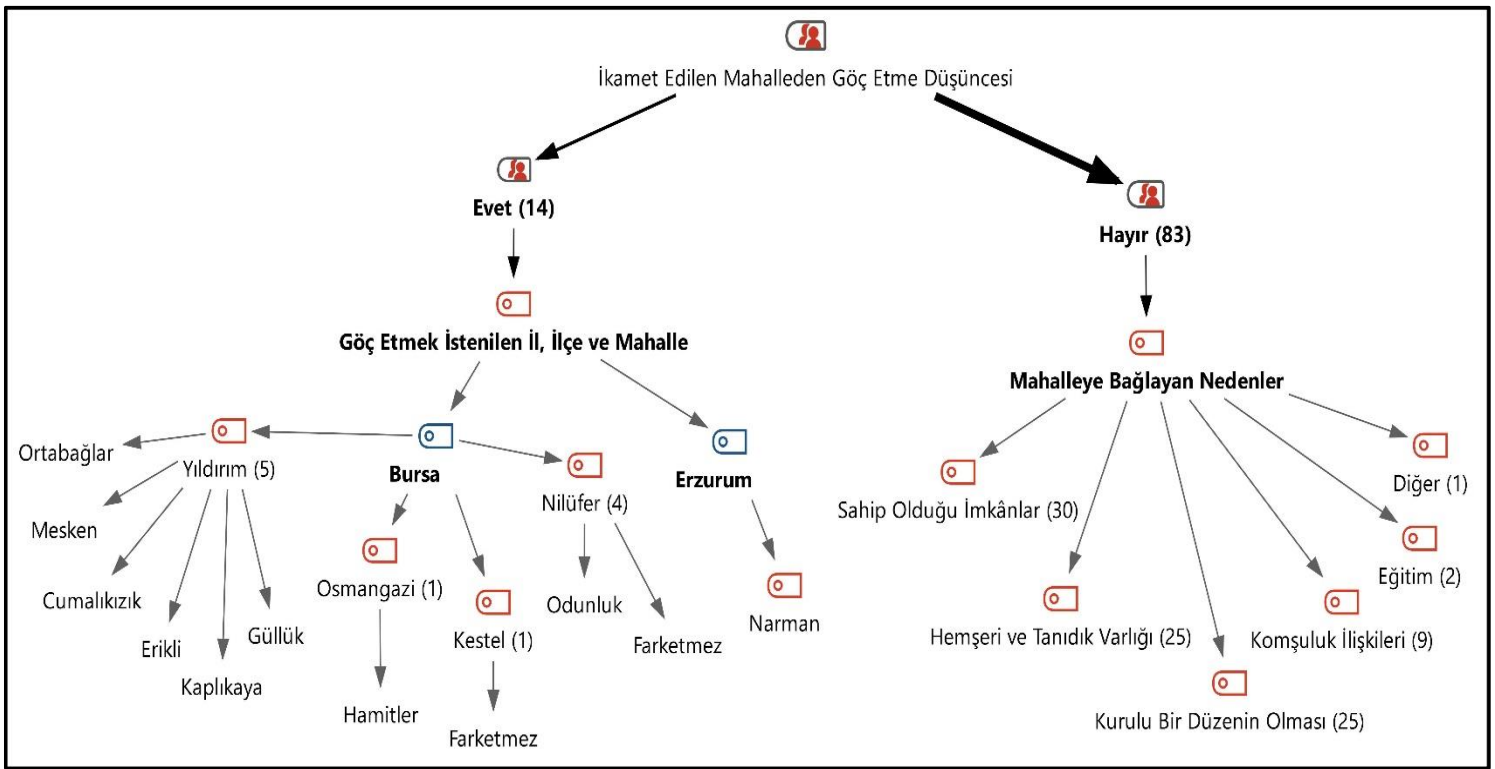 İkamet Edilen Mahalleden Göç Etme Düşüncesi
Evet (14)
Hayır (83)
Göç Etmek İstenilen İl, İlçe ve Mahalle
Mahalleye Bağlayan Nedenler
Ortabağlar
Yıldırım (5)
Bursa
Nilüfer (4)
Erzurum
Mesken
Cumalıkızık
Erikli
Kaplıkaya
Güllük
Osmangazi (1)
Hamitler
Kestel (1)
Farketmez
Odunluk
Farketmez
Narman
Sahip Olduğu İmkânlar (30)
Hemşeri ve Tanıdık Varlığı (25)
Kurulu Bir Düzenin Olması (25)
Komşuluk İlişkileri (9)
Eğitim (2)
Diğer (1)